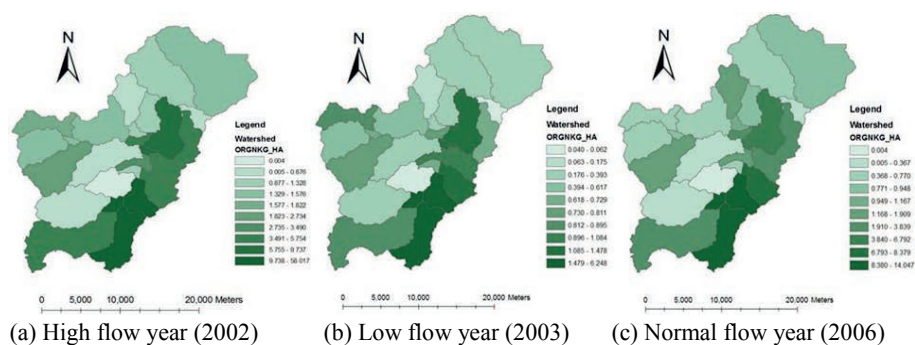 N
Legend
Watershed
ORGNKG_HA
0.004
0.005 - 0.876
0.877 - 1.328
1.329 - 1.576
1.577 - 1.822
1.823 - 2.734
2.735 - 3.490
3.491 - 5.754
5.755 - 9.737
9.738 - 58.017
0 5,000 10,000 20,000 Meters
(a) High flow year (2002)
N
Legend
Watershed
ORGNKG_HA
0.040 - 0.062
0.063 - 0.175
0.176 - 0.393
0.394 - 0.617
0.618 - 0.729
0.730 - 0.811
0.812 - 0.895
0.896 - 1.084
1.085 - 1.478
1.479 - 6.248
0 5,000 10,000 20,000 Meters
(b) Low flow year (2003)
N
Legend
Watershed
ORGNKG_HA
0.004
0.005 - 0.367
0.368 - 0.770
0.771 - 0.948
0.949 - 1.167
1.168 - 1.909
1.910 - 3.839
3.840 - 6.792
6.793 - 8.379
8.380 - 14.047
0 5,000 10,000 20,000 Meters
(c) Normal flow year (2006)